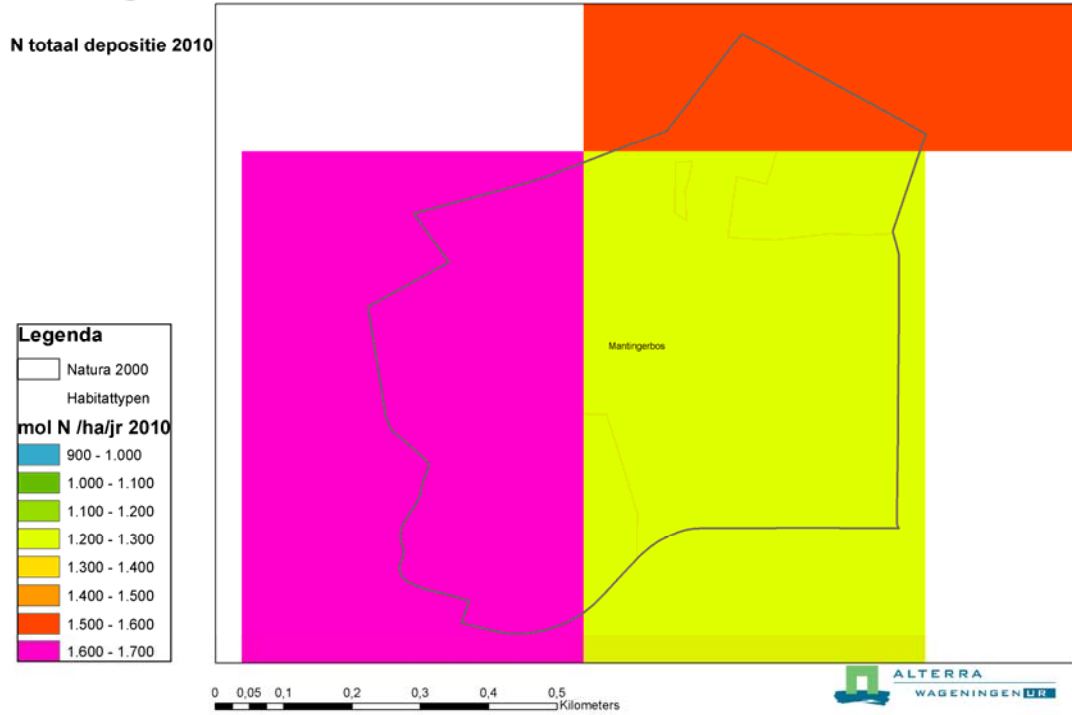 N totaal depositie 2010
Mantingerbos
Legenda
Natura 2000
Habitattypen
mol N /ha/jr 2010
900 - 1.000
1.000 - 1.100
1.100 - 1.200
1.200 - 1.300
1.300 - 1.400
1.400 - 1.500
1.500 - 1.600
1.600 - 1.700
0 0,05 0,1 0,2 0,3 0,4 0,5
Kilometers
ALTERRA
WAGENINGEN UR